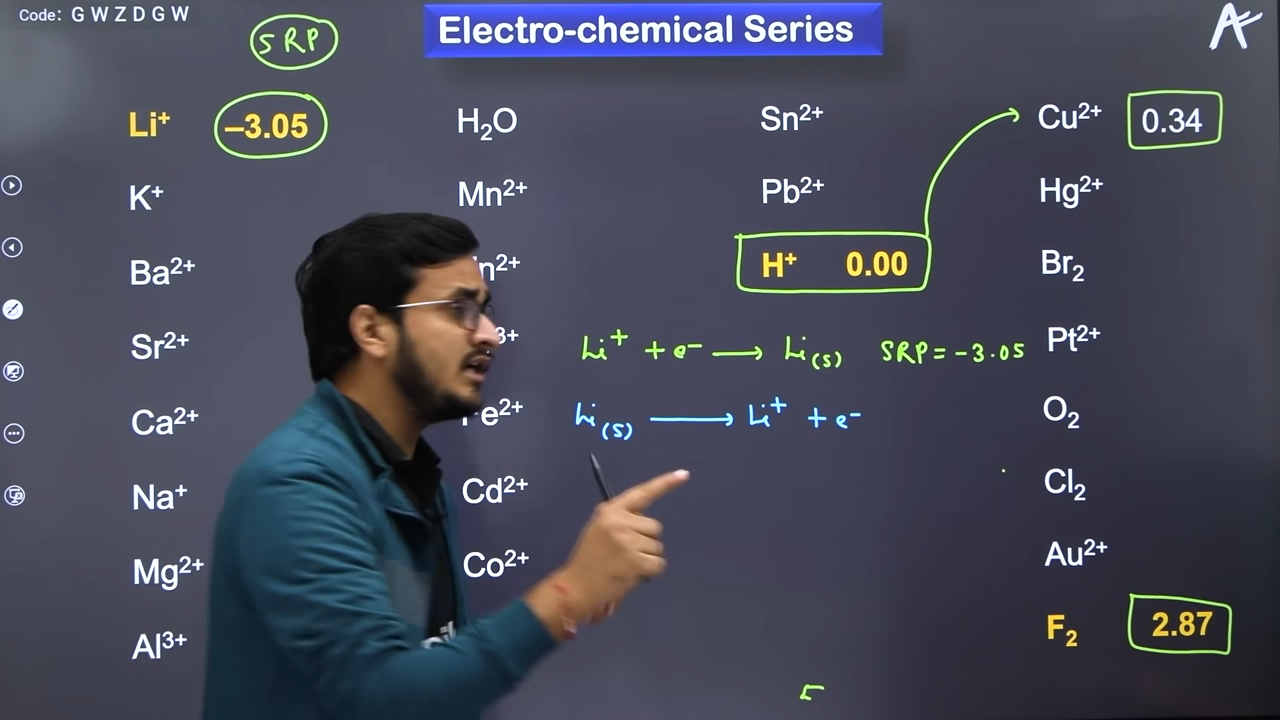 Code: G W Z D G W
SRP
Electro-chemical Series
Li⁺ –3.05
K⁺
Ba²⁺
Sr²⁺
Ca²⁺
Na⁺
Mg²⁺
Al³⁺
H₂O
Mn²⁺
Cd²⁺
Co²⁺
Sn²⁺
Pb²⁺
H⁺ 0.00
Li⁺ + e⁻ → Li(s) SRP = -3.05
Li(s) → Li⁺ + e⁻
Cu²⁺ 0.34
Hg²⁺
Br₂
Pt²⁺
O₂
Cl₂
Au²⁺
F₂ 2.87